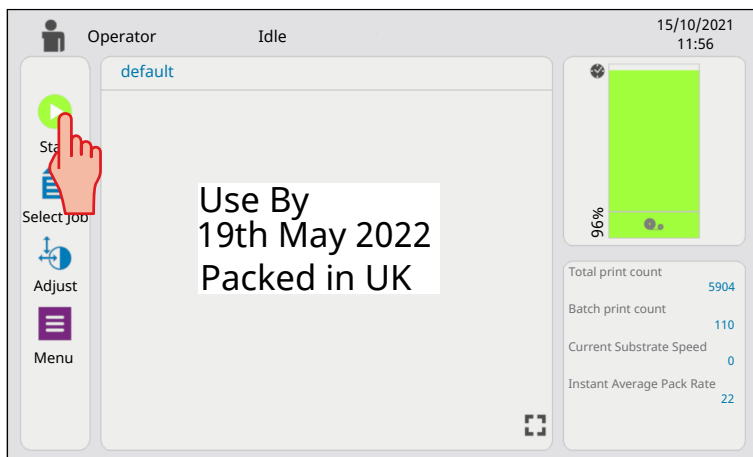 Operator
Idle
15/10/2021
11:56
default
Select Job
Adjust
Menu
Use By
19th May 2022
Packed in UK
96%
Total print count
5904
Batch print count
110
Current Substrate Speed
0
Instant Average Pack Rate
22